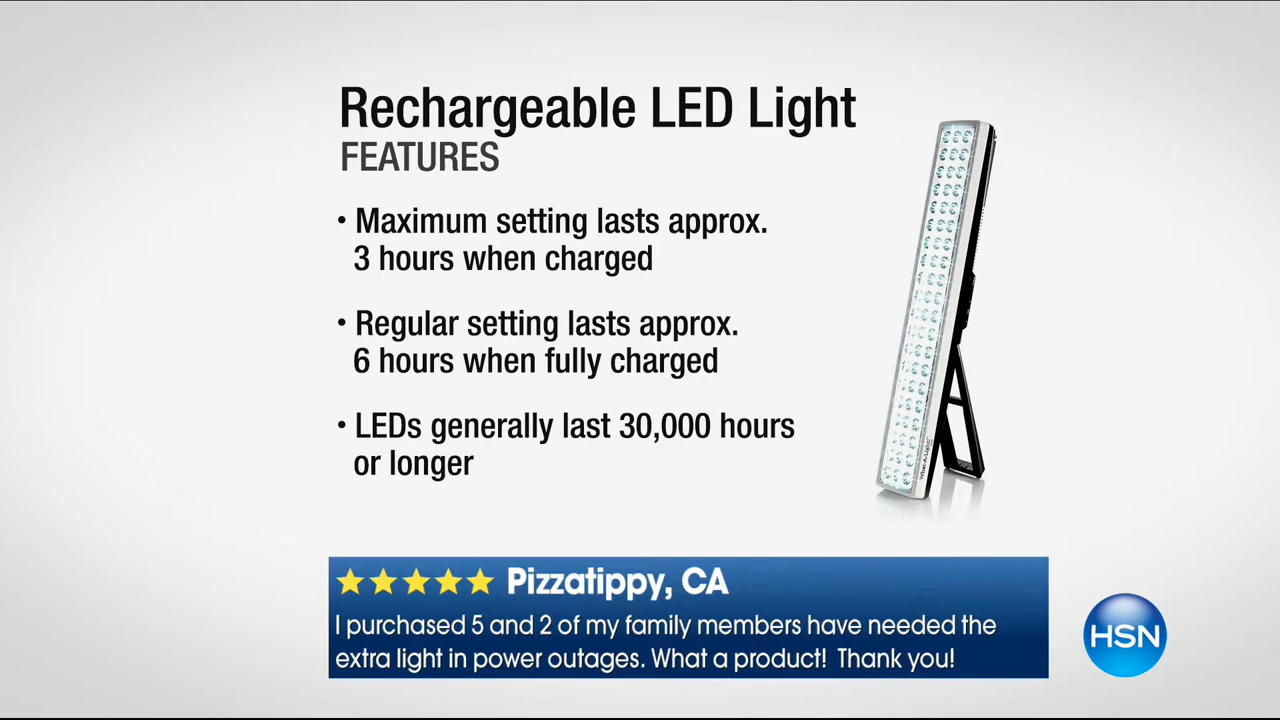 Rechargeable LED Light
FEATURES
• Maximum setting lasts approx.
3 hours when charged
• Regular setting lasts approx.
6 hours when fully charged
• LEDs generally last 30,000 hours
or longer
What-A-Light
Pizzatippy, CA
I purchased 5 and 2 of my family members have needed the
extra light in power outages. What a product! Thank you!
HSN